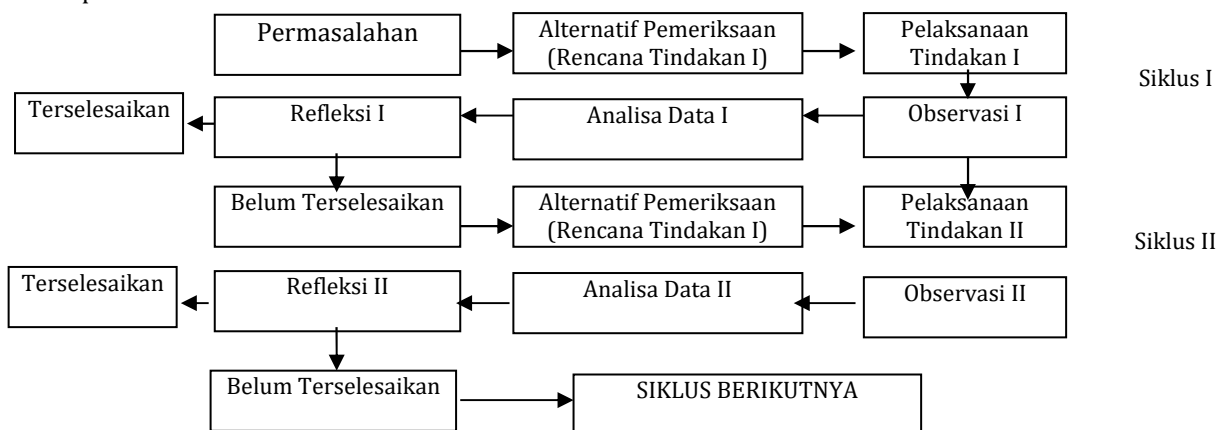 Permasalahan
Alternatif Pemeriksaan
(Rencana Tindakan I)
Pelaksanaan
Tindakan I
Siklus I
Terselesaikan
Refleksi I
Analisa Data I
Observasi I
Belum Terselesaikan
Alternatif Pemeriksaan
(Rencana Tindakan I)
Pelaksanaan
Tindakan II
Siklus II
Terselesaikan
Refleksi II
Analisa Data II
Observasi II
Belum Terselesaikan
SIKLUS BERIKUTNYA